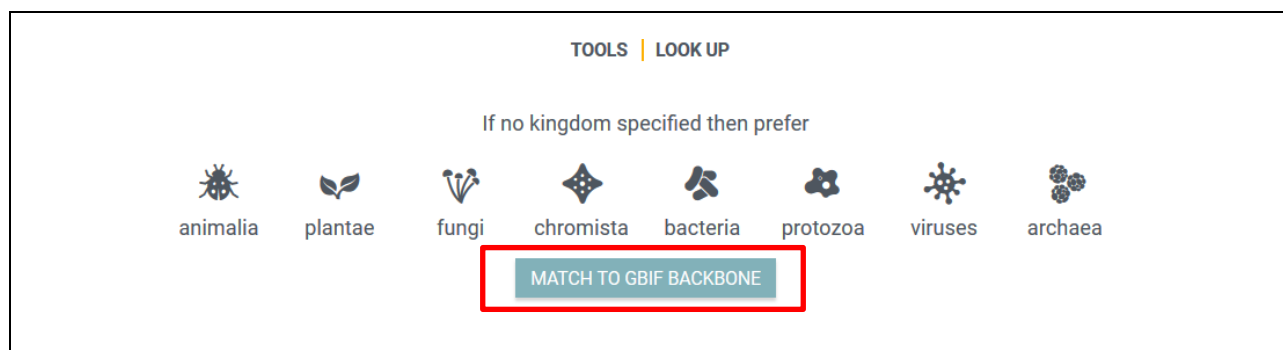 TOOLS | LOOK UP
If no kingdom specified then prefer
animalia plantae fungi chromista bacteria protozoa viruses archaea
MATCH TO GBIF BACKBONE